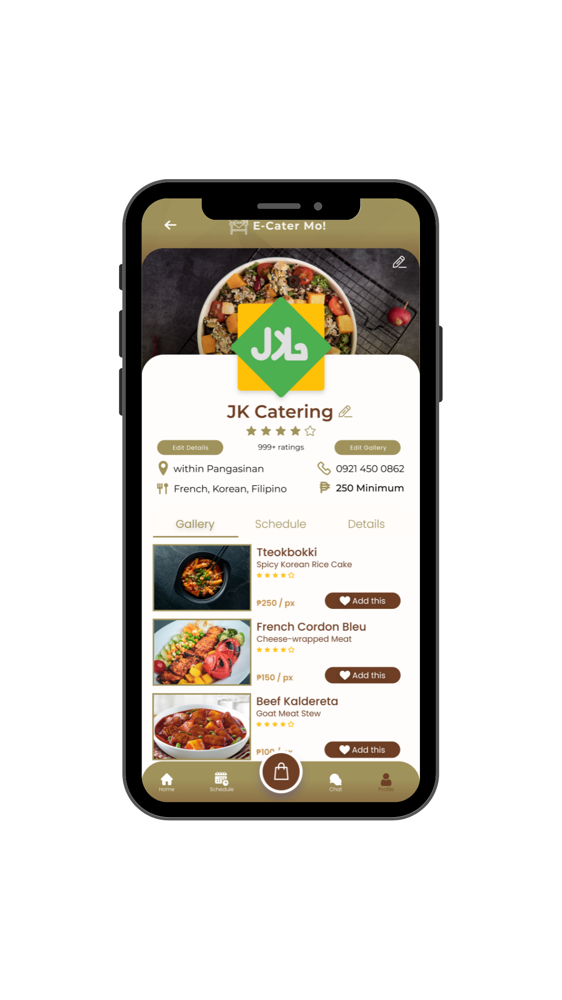 E-Cater Mo!
حلال
JK Catering
Edit Details
999+ ratings
Edit Gallery
within Pangasinan
0921 450 0862
French, Korean, Filipino
250 Minimum
Gallery
Schedule
Details
Tteokbokki
Spicy Korean Rice Cake
₱250 / px
Add this
French Cordon Bleu
Cheese-wrapped Meat
₱150 / px
Add this
Beef Kaldereta
Goat Meat Stew
₱100 / px
Add this
Home
Schedule
Chat
Profile